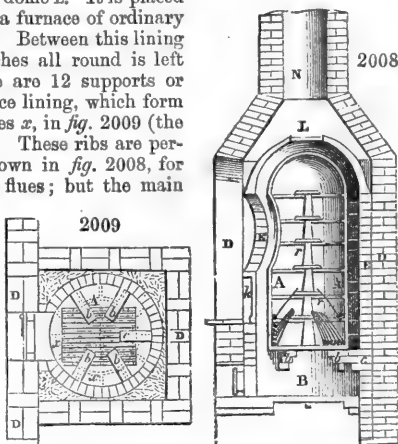 dome L. It is placed
a furnace of ordinary
Between this lining
ches all round is left
e are 12 supports or
ce lining, which form
es x, in fig. 2009 (the
These ribs are per-
own in fig. 2008, for
flues; but the main
2009
D
A
b
b
c
D
h
b
b
x
D
2008
N
L
D
K
r
E
D
k
A
r
b
b
c
B